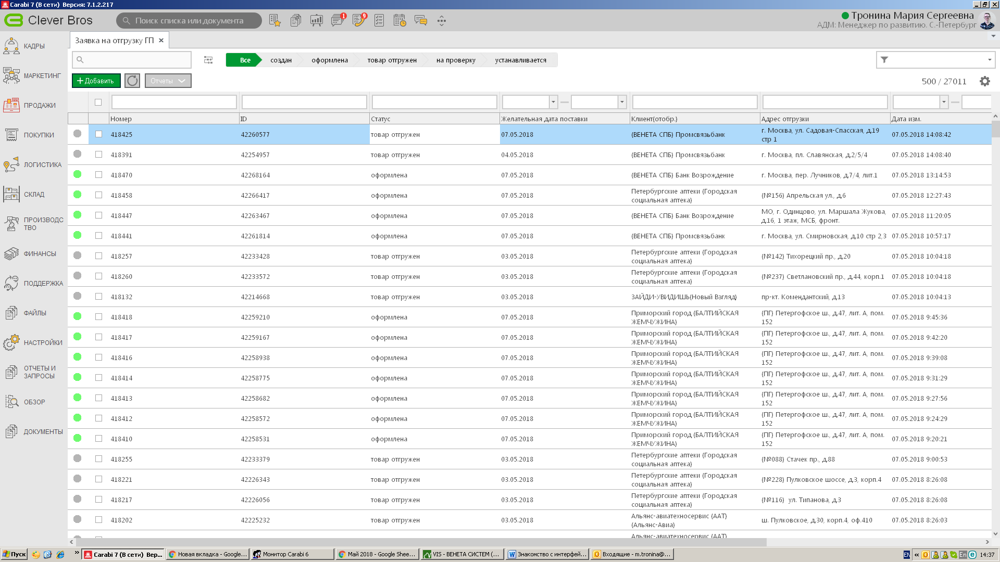 Carabi 7 (В сети) Версия: 7.1.2.217
Clever Bros
Поиск списка или документа
1
9
Тронина Мария Сергеевна
АДМ: Менеджер по развитию. С.-Петербург
КАДРЫ
МАРКЕТИНГ
ПРОДАЖИ
ПОКУПКИ
ЛОГИСТИКА
СКЛАД
ПРОИЗВОДС
ТВО
ФИНАНСЫ
ПОДДЕРЖКА
ФАЙЛЫ
НАСТРОЙКИ
ОТЧЕТЫ И
ЗАПРОСЫ
ОБЗОР
ДОКУМЕНТЫ
Заявка на отгрузку ГП
Все создан оформлена товар отгружен на проверку устанавливается
Добавить Отчеты
500 / 27011
Номер ID Статус Желательная дата поставки Клиент(отобр.) Адрес отгрузки Дата изм.
418425 42260577 товар отгружен 07.05.2018 (ВЕНЕТА СПБ) Промсвязьбанк г. Москва, ул. Садовая-Спасская, д.19 стр 1 07.05.2018 14:08:42
418391 42254957 товар отгружен 04.05.2018 (ВЕНЕТА СПБ) Промсвязьбанк г. Москва, пл. Славянская, д.2/5/4 07.05.2018 14:08:40
418470 42268164 оформлена 07.05.2018 (ВЕНЕТА СПБ) Банк Возрождение г. Москва, пер. Лучников, д.7/4, лит.1 07.05.2018 13:14:53
418458 42266417 оформлена 07.05.2018 Петербургские аптеки (Городская социальная аптека) (№156) Апрельская ул., д.6 07.05.2018 12:27:43
418447 42263467 оформлена 07.05.2018 (ВЕНЕТА СПБ) Банк Возрождение МО, г. Одинцово, ул. Маршала Жукова, д.16, 1 этаж, МСБ, фронт. 07.05.2018 11:20:05
418441 42261814 оформлена 07.05.2018 (ВЕНЕТА СПБ) Промсвязьбанк г. Москва, ул. Смирновская, д.10 стр 2,3 07.05.2018 10:57:17
418257 42233428 товар отгружен 03.05.2018 Петербургские аптеки (Городская социальная аптека) (№142) Тихорецкий пр., д.20 07.05.2018 10:04:18
418260 42233572 товар отгружен 03.05.2018 Петербургские аптеки (Городская социальная аптека) (№237) Светлановский пр., д.44, корп.1 07.05.2018 10:04:18
418132 42214668 товар отгружен 03.05.2018 ЗАЙДИ-УВИДИШЬ(Новый Взгляд) пр-кт. Комендантский, д.13 07.05.2018 10:04:13
418418 42259210 оформлена 07.05.2018 Приморский город (БАЛТИЙСКАЯ ЖЕМЧУЖИНА) (ПГ) Петергофское ш., д.47, лит. А, пом. 152 07.05.2018 9:45:36
418417 42259167 оформлена 07.05.2018 Приморский город (БАЛТИЙСКАЯ ЖЕМЧУЖИНА) (ПГ) Петергофское ш., д.47, лит. А, пом. 152 07.05.2018 9:42:20
418416 42258938 оформлена 07.05.2018 Приморский город (БАЛТИЙСКАЯ ЖЕМЧУЖИНА) (ПГ) Петергофское ш., д.47, лит. А, пом. 152 07.05.2018 9:39:08
418414 42258775 оформлена 07.05.2018 Приморский город (БАЛТИЙСКАЯ ЖЕМЧУЖИНА) (ПГ) Петергофское ш., д.47, лит. А, пом. 152 07.05.2018 9:31:29
418413 42258682 оформлена 07.05.2018 Приморский город (БАЛТИЙСКАЯ ЖЕМЧУЖИНА) (ПГ) Петергофское ш., д.47, лит. А, пом. 152 07.05.2018 9:27:56
418412 42258572 оформлена 07.05.2018 Приморский город (БАЛТИЙСКАЯ ЖЕМЧУЖИНА) (ПГ) Петергофское ш., д.47, лит. А, пом. 152 07.05.2018 9:24:29
418410 42258531 оформлена 07.05.2018 Приморский город (БАЛТИЙСКАЯ ЖЕМЧУЖИНА) (ПГ) Петергофское ш., д.47, лит. А, пом. 152 07.05.2018 9:20:21
418255 42233379 товар отгружен 03.05.2018 Петербургские аптеки (Городская социальная аптека) (№088) Стачек пр., д.88 07.05.2018 9:00:53
418221 42226343 товар отгружен 03.05.2018 Петербургские аптеки (Городская социальная аптека) (№228) Пулковское шоссе, д.3, корп.4 07.05.2018 8:26:08
418217 42226056 товар отгружен 03.05.2018 Петербургские аптеки (Городская социальная аптека) (№116) ул. Типанова, д.3 07.05.2018 8:26:08
418202 42225232 товар отгружен 03.05.2018 Альянс-авиатехносервис (ААТ) (Альянс-Авиа) ш. Пулковское, д.30, корп.4, оф.410 07.05.2018 8:26:03
Альянс-авиатехносервис (ААТ)
Пуск Carabi 7 (В сети) Вер... Новая вкладка - Google... Монитор Carabi 6 Май 2018 - Google Shee... VIS - ВЕНЕТА СИСТЕМ (... Знакомство с интерфей... Входящие - m.tronina@... EN En 14:37